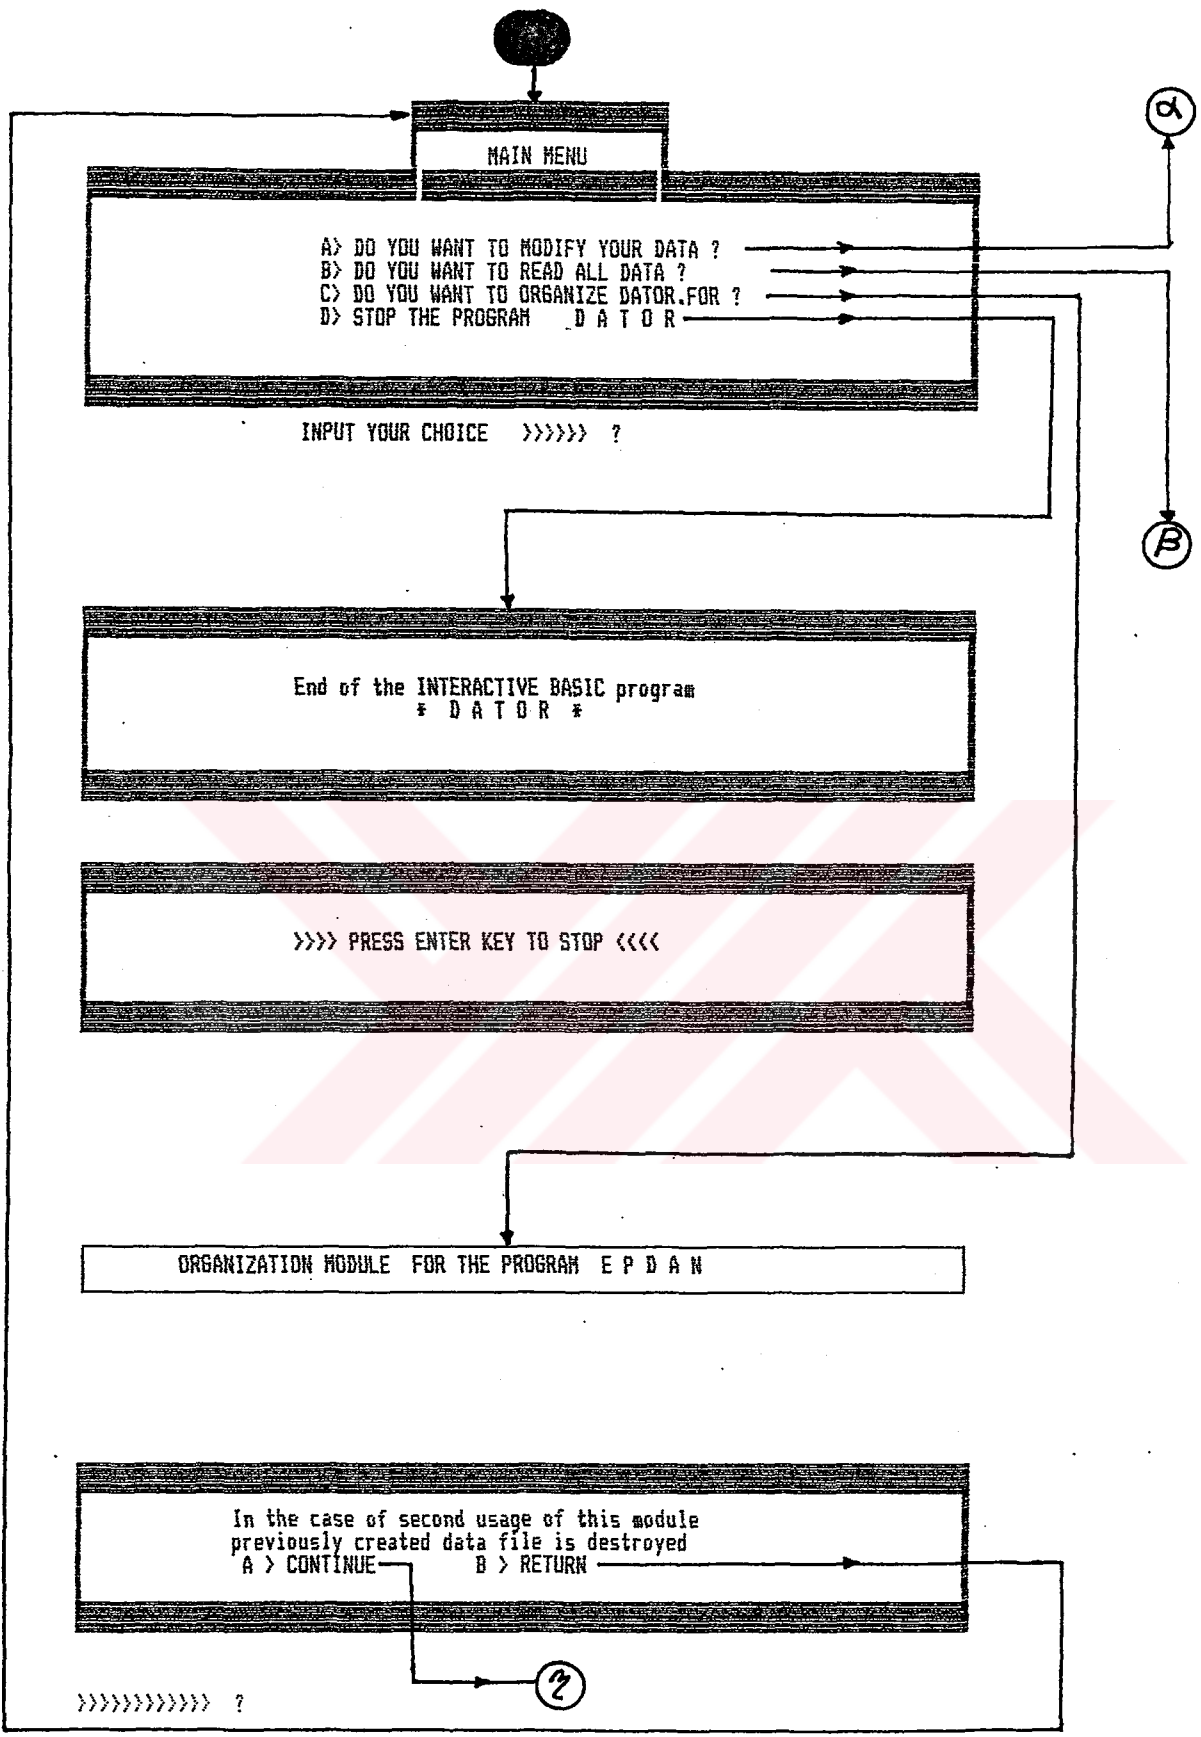 α
MAIN MENU
A> DO YOU WANT TO MODIFY YOUR DATA ?
B> DO YOU WANT TO READ ALL DATA ?
C> DO YOU WANT TO ORGANIZE DATOR.FOR ?
D> STOP THE PROGRAM D A T O R
INPUT YOUR CHOICE >>>>>> ?
β
End of the INTERACTIVE BASIC program
* D A T O R *
>>>> PRESS ENTER KEY TO STOP <<<<
ORGANIZATION MODULE FOR THE PROGRAM E P D A N
In the case of second usage of this module
previously created data file is destroyed
A > CONTINUE B > RETURN
>>>>>>>>>>>> ?